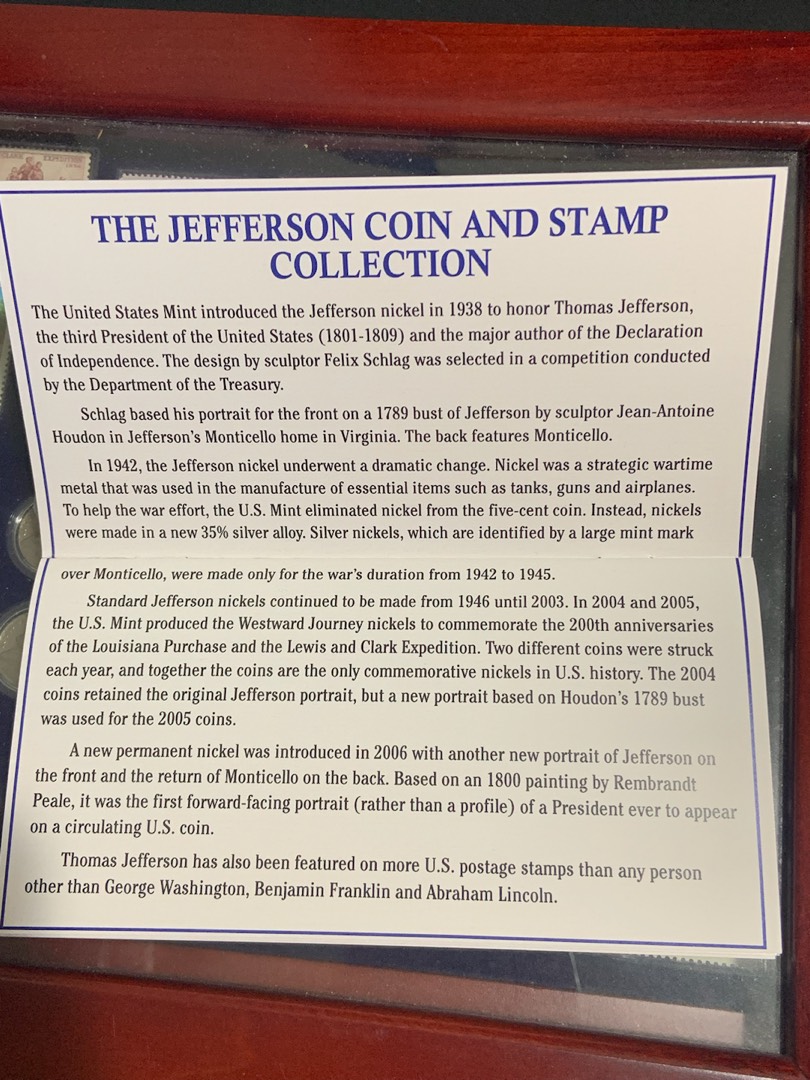 CLARK EXPEDITION
THE JEFFERSON COIN AND STAMP
COLLECTION
The United States Mint introduced the Jefferson nickel in 1938 to honor Thomas Jefferson,
the third President of the United States (1801-1809) and the major author of the Declaration
of Independence. The design by sculptor Felix Schlag was selected in a competition conducted
by the Department of the Treasury.
Schlag based his portrait for the front on a 1789 bust of Jefferson by sculptor Jean-Antoine
Houdon in Jefferson's Monticello home in Virginia. The back features Monticello.
In 1942, the Jefferson nickel underwent a dramatic change. Nickel was a strategic wartime
metal that was used in the manufacture of essential items such as tanks, guns and airplanes.
To help the war effort, the U.S. Mint eliminated nickel from the five-cent coin. Instead, nickels
were made in a new 35% silver alloy. Silver nickels, which are identified by a large mint mark
over Monticello, were made only for the war's duration from 1942 to 1945.
Standard Jefferson nickels continued to be made from 1946 until 2003. In 2004 and 2005,
the U.S. Mint produced the Westward Journey nickels to commemorate the 200th anniversaries
of the Louisiana Purchase and the Lewis and Clark Expedition. Two different coins were struck
each year, and together the coins are the only commemorative nickels in U.S. history. The 2004
coins retained the original Jefferson portrait, but a new portrait based on Houdon's 1789 bust
was used for the 2005 coins.
A new permanent nickel was introduced in 2006 with another new portrait of Jefferson on
the front and the return of Monticello on the back. Based on an 1800 painting by Rembrandt
Peale, it was the first forward-facing portrait (rather than a profile) of a President ever to appear
on a circulating U.S. coin.
Thomas Jefferson has also been featured on more U.S. postage stamps than any person
other than George Washington, Benjamin Franklin and Abraham Lincoln.